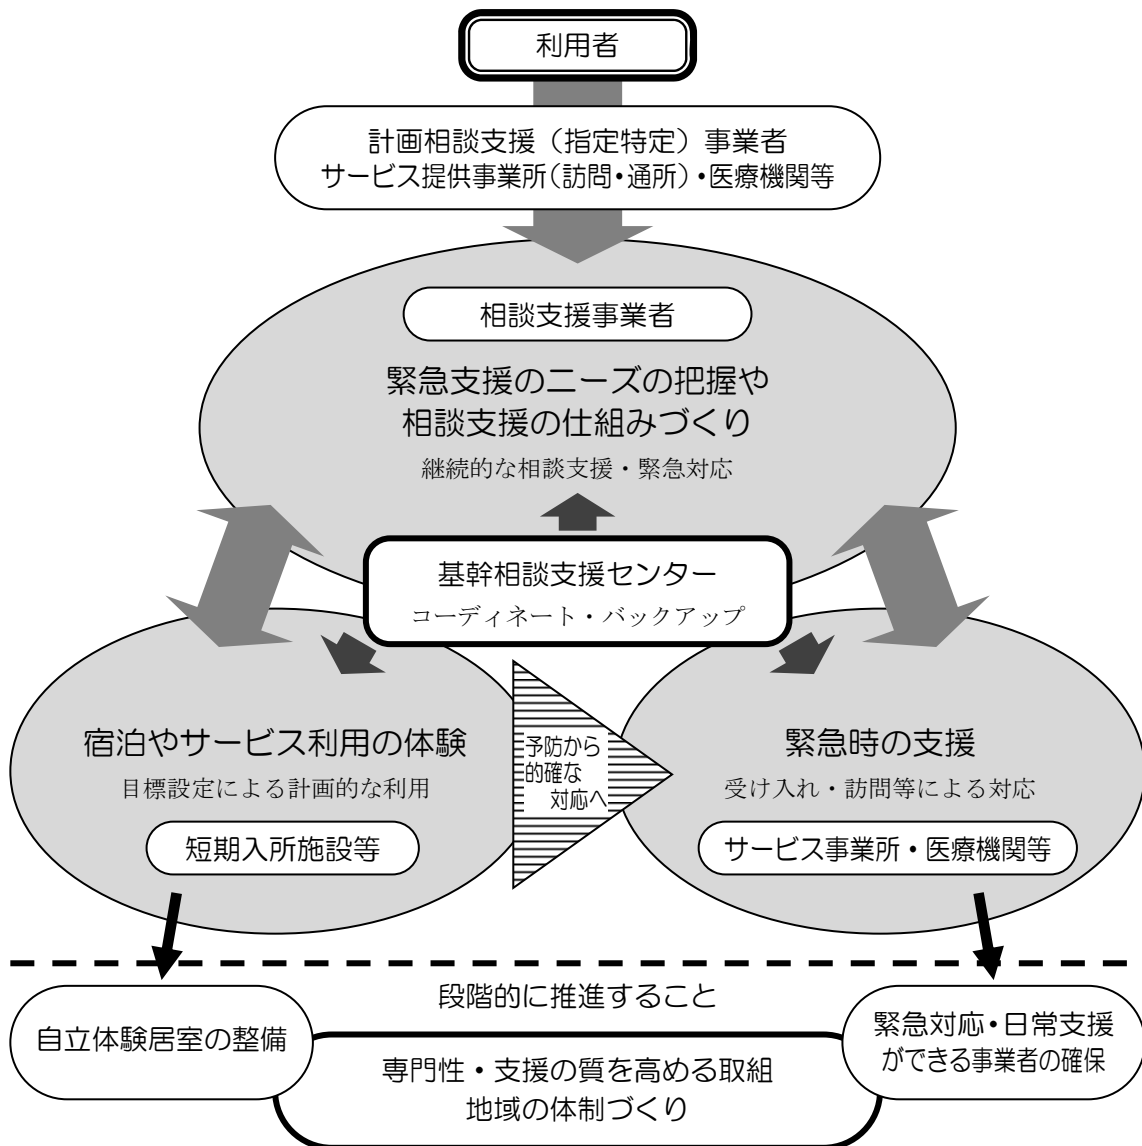 利用者
計画相談支援（指定特定）事業者
サービス提供事業所（訪問・通所）・医療機関等
相談支援事業者
緊急支援のニーズの把握や
相談支援の仕組みづくり
継続的な相談支援・緊急対応
基幹相談支援センター
コーディネート・バックアップ
宿泊やサービス利用の体験
目標設定による計画的な利用
短期入所施設等
予防から
的確な
対応へ
緊急時の支援
受け入れ・訪問等による対応
サービス事業所・医療機関等
段階的に推進すること
自立体験居室の整備
専門性・支援の質を高める取組
地域の体制づくり
緊急対応・日常支援
ができる事業者の確保